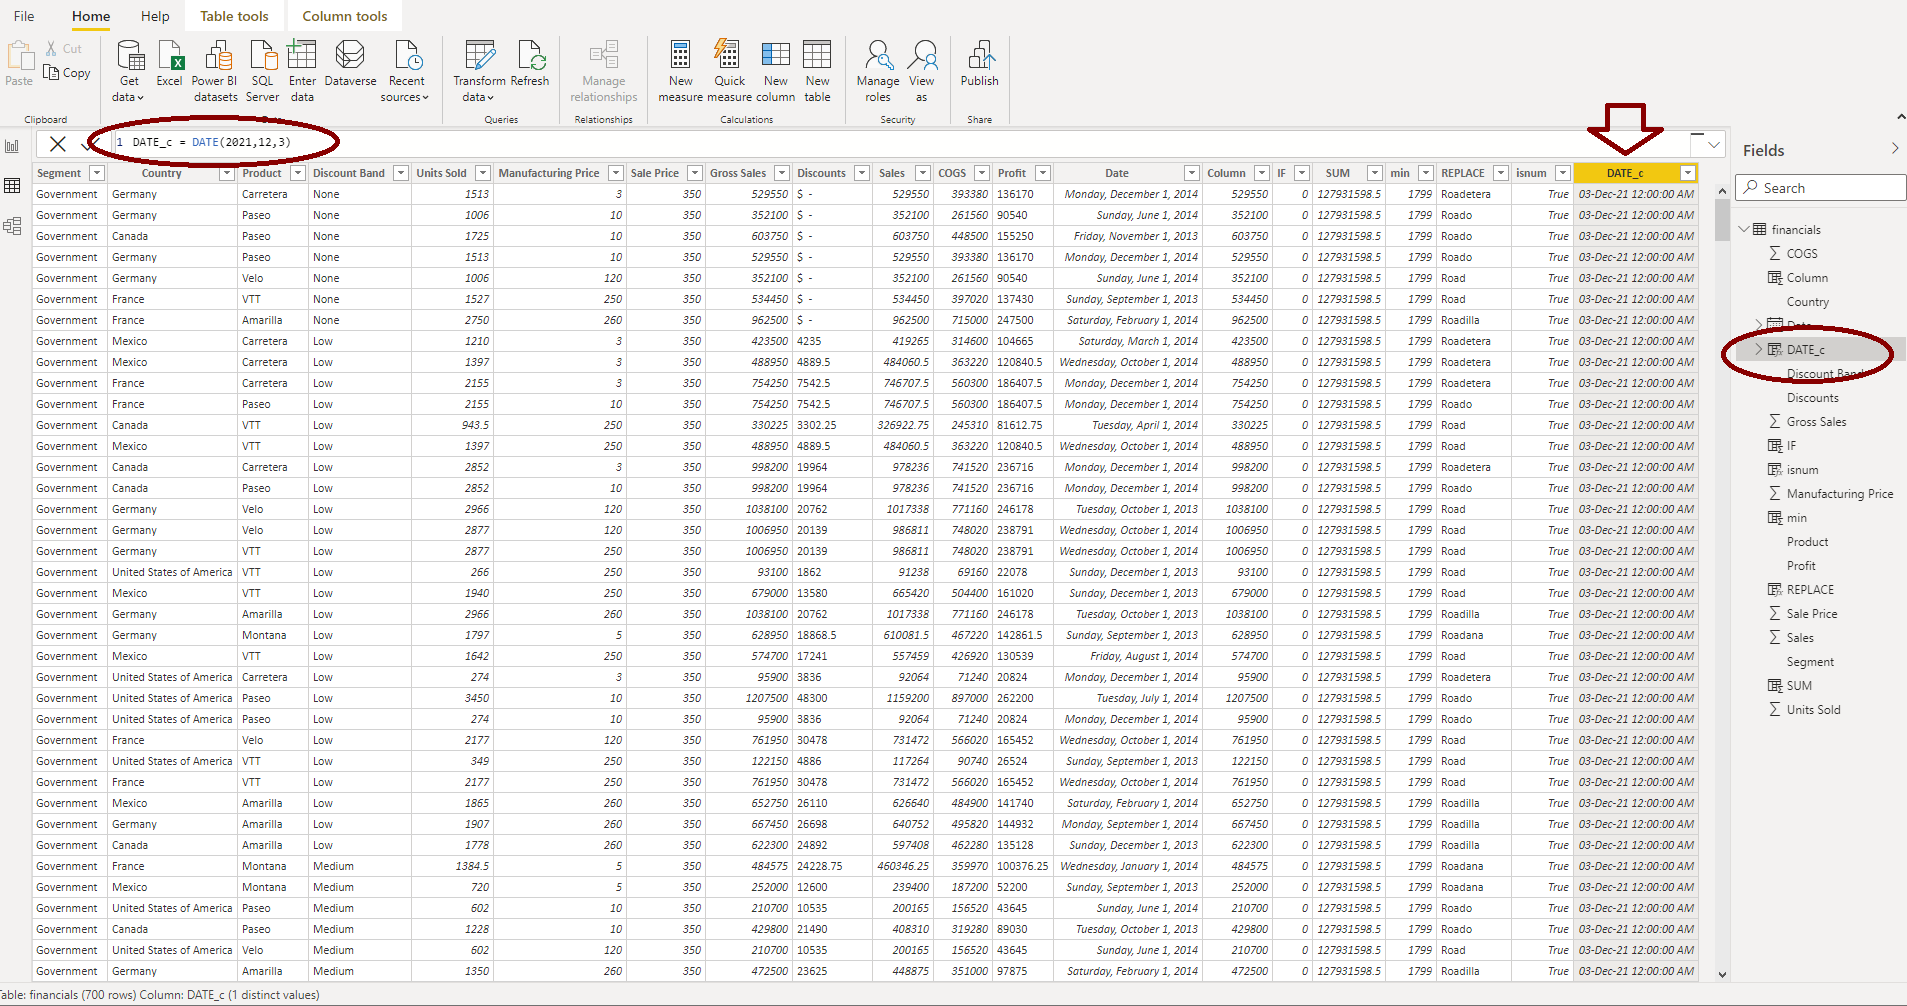 File Home Help Table tools Column tools
Paste Cut Copy Get data Excel Power BI datasets SQL Server Enter data Dataverse Recent sources Transform data Refresh Manage relationships New measure Quick measure New column New table Manage roles View as Publish
Clipboard Queries Relationships Calculations Security Share
1 DATE_c = DATE(2021,12,3)
Segment Country Product Discount Band Units Sold Manufacturing Price Sale Price Gross Sales Discounts Sales COGS Profit Date Column IF SUM min REPLACE isnum DATE_c
Government Germany Carretera None 1513 3 350 529550 $ - 529550 393380 136170 Monday, December 1, 2014 529550 0 127931598.5 1799 Roadetera True 03-Dec-21 12:00:00 AM
Government Germany Paseo None 1006 10 350 352100 $ - 352100 261560 90540 Sunday, June 1, 2014 352100 0 127931598.5 1799 Roado True 03-Dec-21 12:00:00 AM
Government Canada Paseo None 1725 10 350 603750 $ - 603750 448500 155250 Friday, November 1, 2013 603750 0 127931598.5 1799 Roado True 03-Dec-21 12:00:00 AM
Government Germany Paseo None 1513 10 350 529550 $ - 529550 393380 136170 Monday, December 1, 2014 529550 0 127931598.5 1799 Roado True 03-Dec-21 12:00:00 AM
Government Germany Velo None 1006 120 350 352100 $ - 352100 261560 90540 Sunday, June 1, 2014 352100 0 127931598.5 1799 Road True 03-Dec-21 12:00:00 AM
Government France VTT None 1527 250 350 534450 $ - 534450 397020 137430 Sunday, September 1, 2013 534450 0 127931598.5 1799 Road True 03-Dec-21 12:00:00 AM
Government France Amarilla None 2750 260 350 962500 $ - 962500 715000 247500 Saturday, February 1, 2014 962500 0 127931598.5 1799 Roadilla True 03-Dec-21 12:00:00 AM
Government Mexico Carretera Low 1210 3 350 423500 4235 419265 314600 104665 Saturday, March 1, 2014 423500 0 127931598.5 1799 Roadetera True 03-Dec-21 12:00:00 AM
Government Mexico Carretera Low 1397 3 350 488950 4889.5 484060.5 363220 120840.5 Wednesday, October 1, 2014 488950 0 127931598.5 1799 Roadetera True 03-Dec-21 12:00:00 AM
Government France Carretera Low 2155 3 350 754250 7542.5 746707.5 560300 186407.5 Monday, December 1, 2014 754250 0 127931598.5 1799 Roadetera True 03-Dec-21 12:00:00 AM
Government France Paseo Low 2155 10 350 754250 7542.5 746707.5 560300 186407.5 Monday, December 1, 2014 754250 0 127931598.5 1799 Roado True 03-Dec-21 12:00:00 AM
Government Canada VTT Low 943.5 250 350 330225 3302.25 326922.75 245310 81612.75 Tuesday, April 1, 2014 330225 0 127931598.5 1799 Road True 03-Dec-21 12:00:00 AM
Government Mexico VTT Low 1397 250 350 488950 4889.5 484060.5 363220 120840.5 Wednesday, October 1, 2014 488950 0 127931598.5 1799 Road True 03-Dec-21 12:00:00 AM
Government Canada Carretera Low 2852 3 350 998200 19964 978236 741520 236716 Monday, December 1, 2014 998200 0 127931598.5 1799 Roadetera True 03-Dec-21 12:00:00 AM
Government Canada Paseo Low 2852 10 350 998200 19964 978236 741520 236716 Monday, December 1, 2014 998200 0 127931598.5 1799 Roado True 03-Dec-21 12:00:00 AM
Government Germany Velo Low 2966 120 350 1038100 20762 1017338 771160 246178 Tuesday, October 1, 2013 1038100 0 127931598.5 1799 Road True 03-Dec-21 12:00:00 AM
Government Germany Velo Low 2877 120 350 1006950 20139 986811 748020 238791 Wednesday, October 1, 2014 1006950 0 127931598.5 1799 Road True 03-Dec-21 12:00:00 AM
Government Germany VTT Low 2877 250 350 1006950 20139 986811 748020 238791 Wednesday, October 1, 2014 1006950 0 127931598.5 1799 Road True 03-Dec-21 12:00:00 AM
Government United States of America VTT Low 266 250 350 93100 1862 91238 69160 22078 Sunday, December 1, 2013 93100 0 127931598.5 1799 Road True 03-Dec-21 12:00:00 AM
Government Mexico VTT Low 1940 250 350 679000 13580 665420 504400 161020 Sunday, December 1, 2013 679000 0 127931598.5 1799 Road True 03-Dec-21 12:00:00 AM
Government Germany Amarilla Low 2966 260 350 1038100 20762 1017338 771160 246178 Tuesday, October 1, 2013 1038100 0 127931598.5 1799 Roadilla True 03-Dec-21 12:00:00 AM
Government Germany Montana Low 1797 5 350 628950 18868.5 610081.5 467220 142861.5 Sunday, September 1, 2013 628950 0 127931598.5 1799 Roadana True 03-Dec-21 12:00:00 AM
Government Mexico VTT Low 1642 250 350 574700 17241 557459 426920 130539 Friday, August 1, 2014 574700 0 127931598.5 1799 Road True 03-Dec-21 12:00:00 AM
Government United States of America Carretera Low 274 3 350 95900 3836 92064 71240 20824 Monday, December 1, 2014 95900 0 127931598.5 1799 Roadetera True 03-Dec-21 12:00:00 AM
Government United States of America Paseo Low 3450 10 350 1207500 48300 1159200 897000 262200 Tuesday, July 1, 2014 1207500 0 127931598.5 1799 Roado True 03-Dec-21 12:00:00 AM
Government United States of America Paseo Low 274 10 350 95900 3836 92064 71240 20824 Monday, December 1, 2014 95900 0 127931598.5 1799 Roado True 03-Dec-21 12:00:00 AM
Government France Velo Low 2177 120 350 761950 30478 731472 566020 165452 Wednesday, October 1, 2014 761950 0 127931598.5 1799 Road True 03-Dec-21 12:00:00 AM
Government United States of America VTT Low 349 250 350 122150 4886 117264 90740 26524 Sunday, September 1, 2013 122150 0 127931598.5 1799 Road True 03-Dec-21 12:00:00 AM
Government France VTT Low 2177 250 350 761950 30478 731472 566020 165452 Wednesday, October 1, 2014 761950 0 127931598.5 1799 Road True 03-Dec-21 12:00:00 AM
Government Mexico Amarilla Low 1865 260 350 652750 26110 626640 484900 141740 Saturday, February 1, 2014 652750 0 127931598.5 1799 Roadilla True 03-Dec-21 12:00:00 AM
Government Germany Amarilla Low 1907 260 350 667450 26698 640752 495820 144932 Monday, September 1, 2014 667450 0 127931598.5 1799 Roadilla True 03-Dec-21 12:00:00 AM
Government Canada Amarilla Low 1778 260 350 622300 24892 597408 462280 135128 Sunday, December 1, 2013 622300 0 127931598.5 1799 Roadilla True 03-Dec-21 12:00:00 AM
Government France Montana Medium 1384.5 5 350 484575 24228.75 460346.25 359970 100376.25 Wednesday, January 1, 2014 484575 0 127931598.5 1799 Roadana True 03-Dec-21 12:00:00 AM
Government Mexico Montana Medium 720 5 350 252000 12600 239400 187200 52200 Sunday, September 1, 2013 252000 0 127931598.5 1799 Roadana True 03-Dec-21 12:00:00 AM
Government United States of America Paseo Medium 602 10 350 210700 10535 200165 156520 43645 Sunday, June 1, 2014 210700 0 127931598.5 1799 Roado True 03-Dec-21 12:00:00 AM
Government Canada Paseo Medium 1228 10 350 429800 21490 408310 319280 89030 Tuesday, October 1, 2013 429800 0 127931598.5 1799 Roado True 03-Dec-21 12:00:00 AM
Government United States of America Velo Medium 602 120 350 210700 10535 200165 156520 43645 Sunday, June 1, 2014 210700 0 127931598.5 1799 Road True 03-Dec-21 12:00:00 AM
Government Germany Amarilla Medium 1350 260 350 472500 23625 448875 351000 97875 Saturday, February 1, 2014 472500 0 127931598.5 1799 Roadilla True 03-Dec-21 12:00:00 AM
Fields
Search
financials
COGS
Column
Country
DATE_c
Discount Band
Discounts
Gross Sales
IF
isnum
Manufacturing Price
min
Product
Profit
REPLACE
Sale Price
Sales
Segment
SUM
Units Sold
Table: financials (700 rows) Column: DATE_c (1 distinct values)